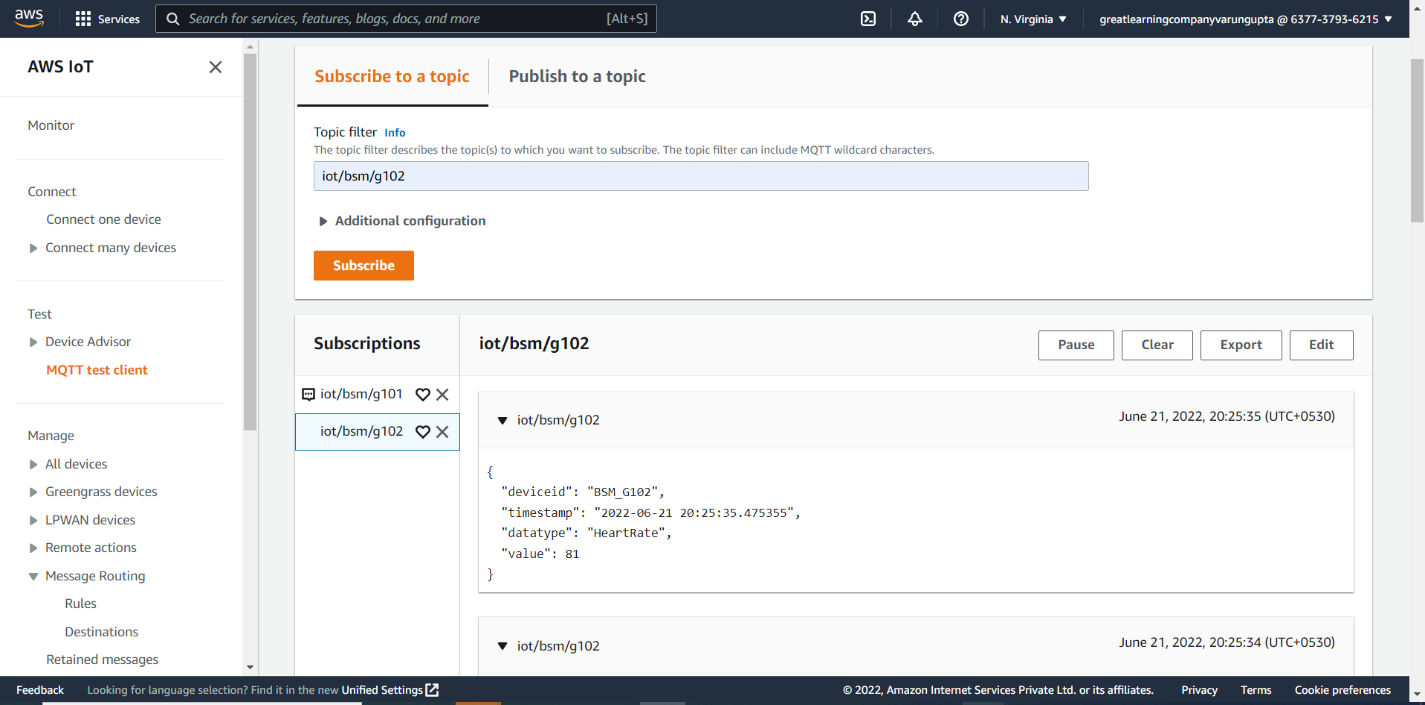 aws
Services
Search for services, features, blogs, docs, and more
[Alt+S]
N. Virginia
greatlearningcompanyvarungupta @ 6377-3793-6215
AWS IoT
Monitor
Connect
Connect one device
Connect many devices
Test
Device Advisor
MQTT test client
Manage
All devices
Greengrass devices
LPWAN devices
Remote actions
Message Routing
Rules
Destinations
Retained messages
Subscribe to a topic
Publish to a topic
Topic filter Info
The topic filter describes the topic(s) to which you want to subscribe. The topic filter can include MQTT wildcard characters.
iot/bsm/g102
Additional configuration
Subscribe
Subscriptions
iot/bsm/g101
iot/bsm/g102
iot/bsm/g102
Pause
Clear
Export
Edit
iot/bsm/g102
June 21, 2022, 20:25:35 (UTC+0530)
{
"deviceid": "BSM_G102",
"timestamp": "2022-06-21 20:25:35.475355",
"datatype": "HeartRate",
"value": 81
}
iot/bsm/g102
June 21, 2022, 20:25:34 (UTC+0530)
Feedback
Looking for language selection? Find it in the new Unified Settings
© 2022, Amazon Internet Services Private Ltd. or its affiliates.
Privacy
Terms
Cookie preferences